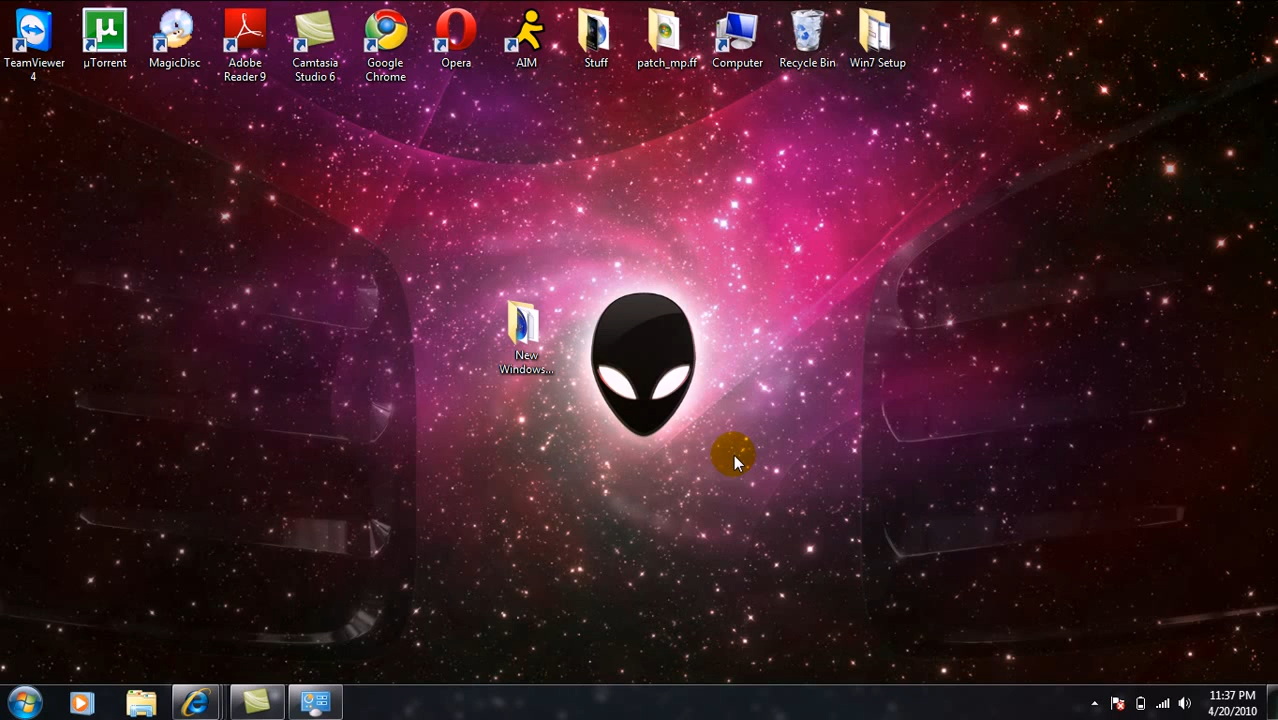 TeamViewer
4
µTorrent
MagicDisc
Adobe
Reader 9
Camtasia
Studio 6
Google
Chrome
Opera
AIM
Stuff
patch_mp.ff
Computer
Recycle Bin
Win7 Setup
New
Windows...
11:37 PM
4/20/2010